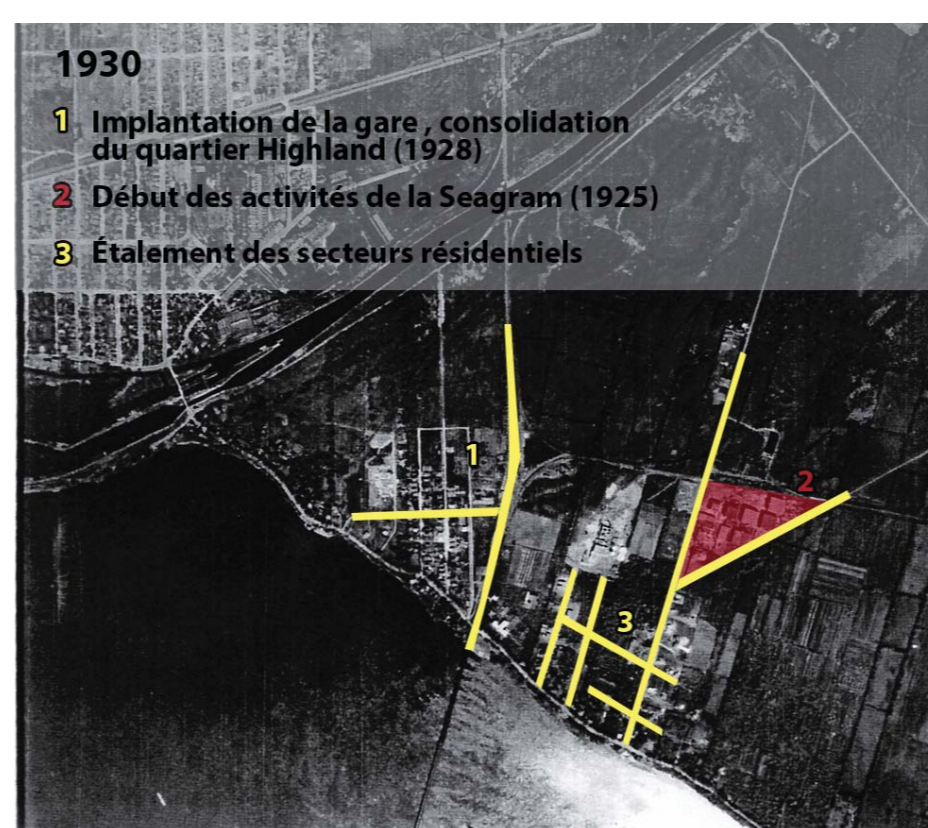 1930
1 Implantation de la gare , consolidation
du quartier Highland (1928)
2 Début des activités de la Seagram (1925)
3 Étalement des secteurs résidentiels
1
2
3